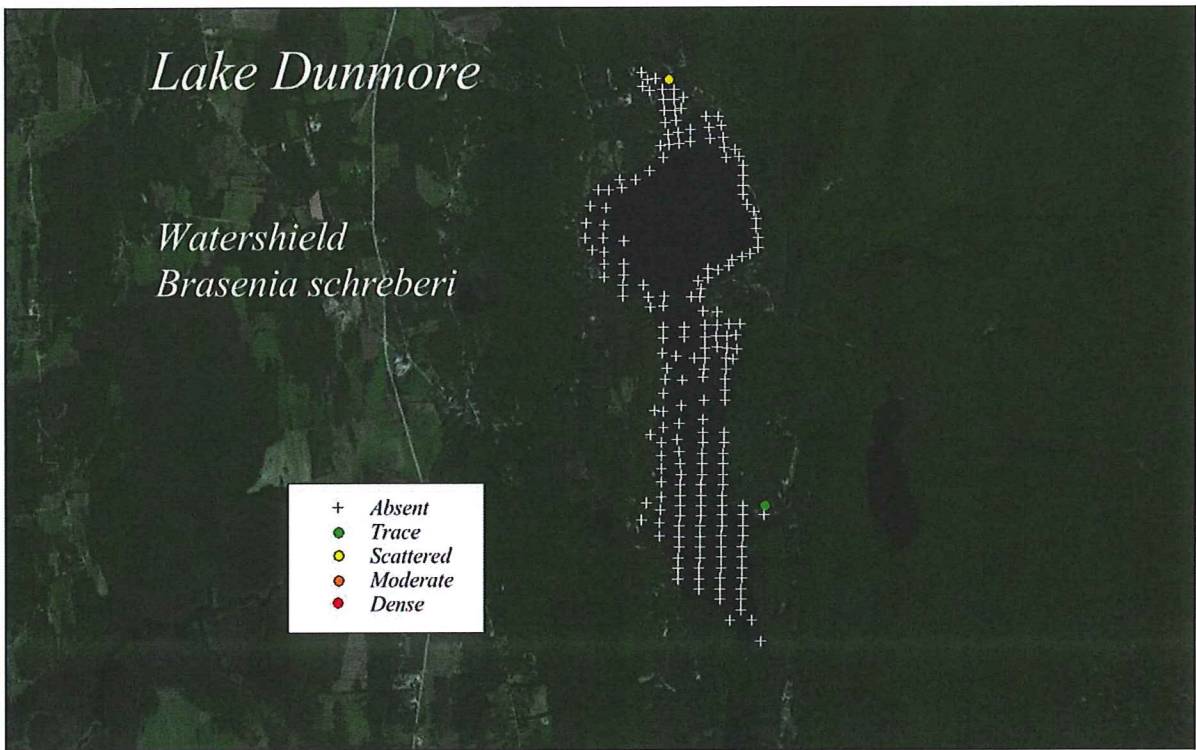 Lake Dunmore
Watershield
Brasenia schreberi
Absent
Trace
Scattered
Moderate
Dense